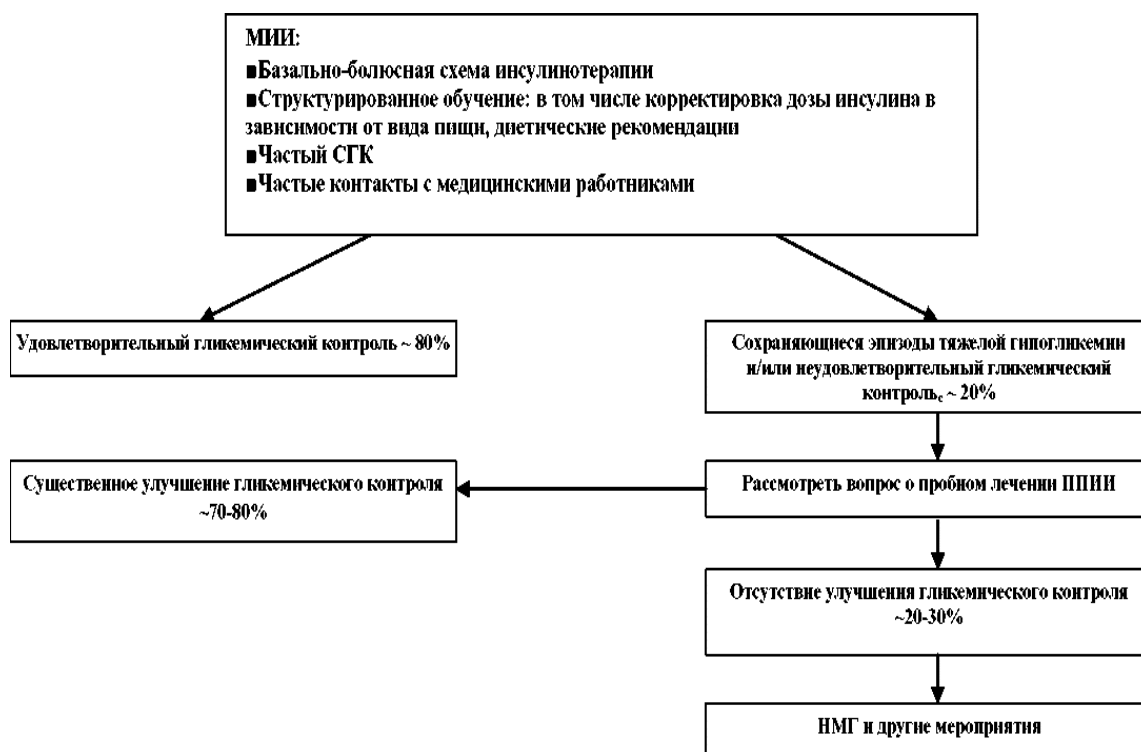 МИИ:
■Базально-болюсная схема инсулинотерапии
■Структурированное обучение: в том числе корректировка дозы инсулина в
зависимости от вида пищи, диетические рекомендации
■Частый СГК
■Частые контакты с медицинскими работниками
Удовлетворительный гликемический контроль ~ 80%
Сохраняющиеся эпизоды тяжелой гипогликемии
и/или неудовлетворительный гликемический
контрольс ~ 20%
Существенное улучшение гликемического контроля
~70-80%
Рассмотреть вопрос о пробном лечении ППИИ
Отсутствие улучшения гликемического контроля
~20-30%
НМГ и другие мероприятия